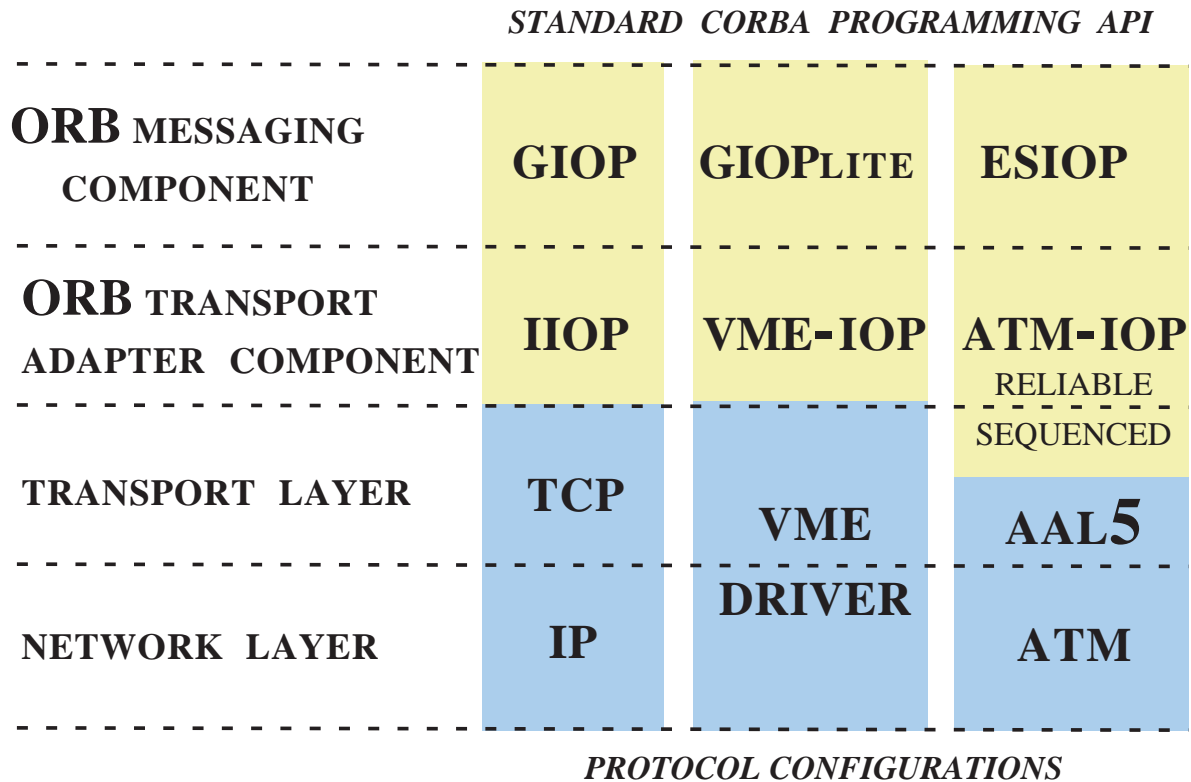 STANDARD CORBA PROGRAMMING API
ORB MESSAGING
COMPONENT
GIOP
GIOPLITE
ESIOP
ORB TRANSPORT
ADAPTER COMPONENT
IIOP
VME-IOP
ATM-IOP
RELIABLE
SEQUENCED
TRANSPORT LAYER
TCP
VME
DRIVER
AAL5
NETWORK LAYER
IP
ATM
PROTOCOL CONFIGURATIONS